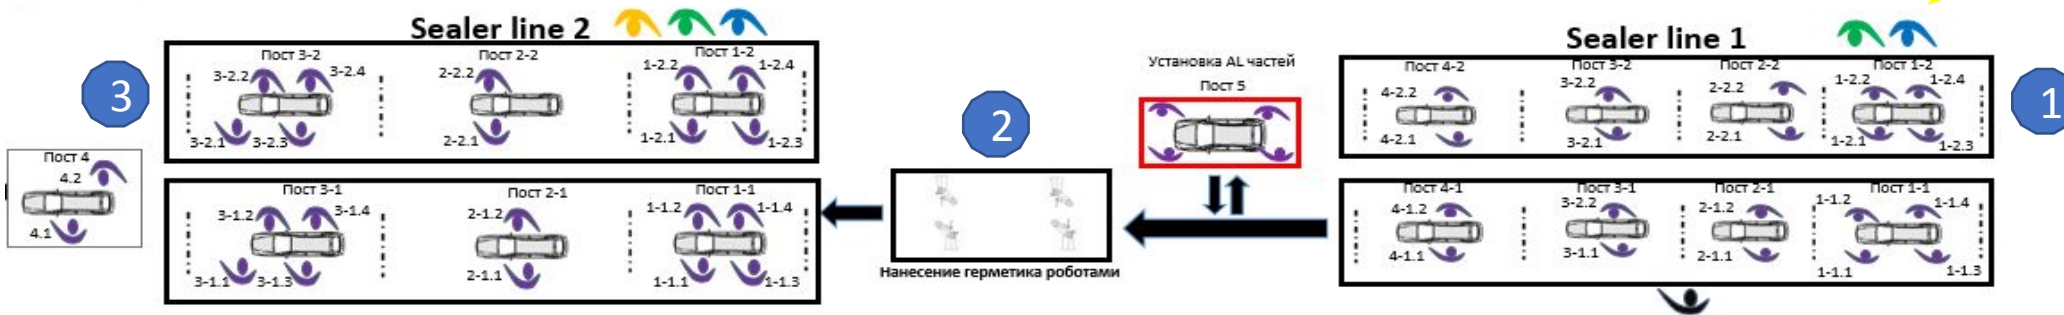 Sealer line 2
Sealer line 1
3
2
1
Пост 3-2
Пост 2-2
Пост 1-2
3-2.2
3-2.4
2-2.2
1-2.2
1-2.4
3-2.1
3-2.3
2-2.1
1-2.1
1-2.3
Пост 4
4.2
4.1
Пост 3-1
Пост 2-1
Пост 1-1
3-1.2
3-1.4
2-1.2
1-1.2
1-1.4
3-1.1
3-1.3
2-1.1
1-1.1
1-1.3
Нанесение герметика роботами
Установка AL частей
Пост 5
Пост 4-2
Пост 3-2
Пост 2-2
Пост 1-2
4-2.2
3-2.2
2-2.2
1-2.2
1-2.4
4-2.1
3-2.1
2-2.1
1-2.1
1-2.3
Пост 4-1
Пост 3-1
Пост 2-1
Пост 1-1
4-1.2
3-2.2
2-1.2
1-1.2
1-1.4
4-1.1
3-1.1
2-1.1
1-1.1
1-1.3